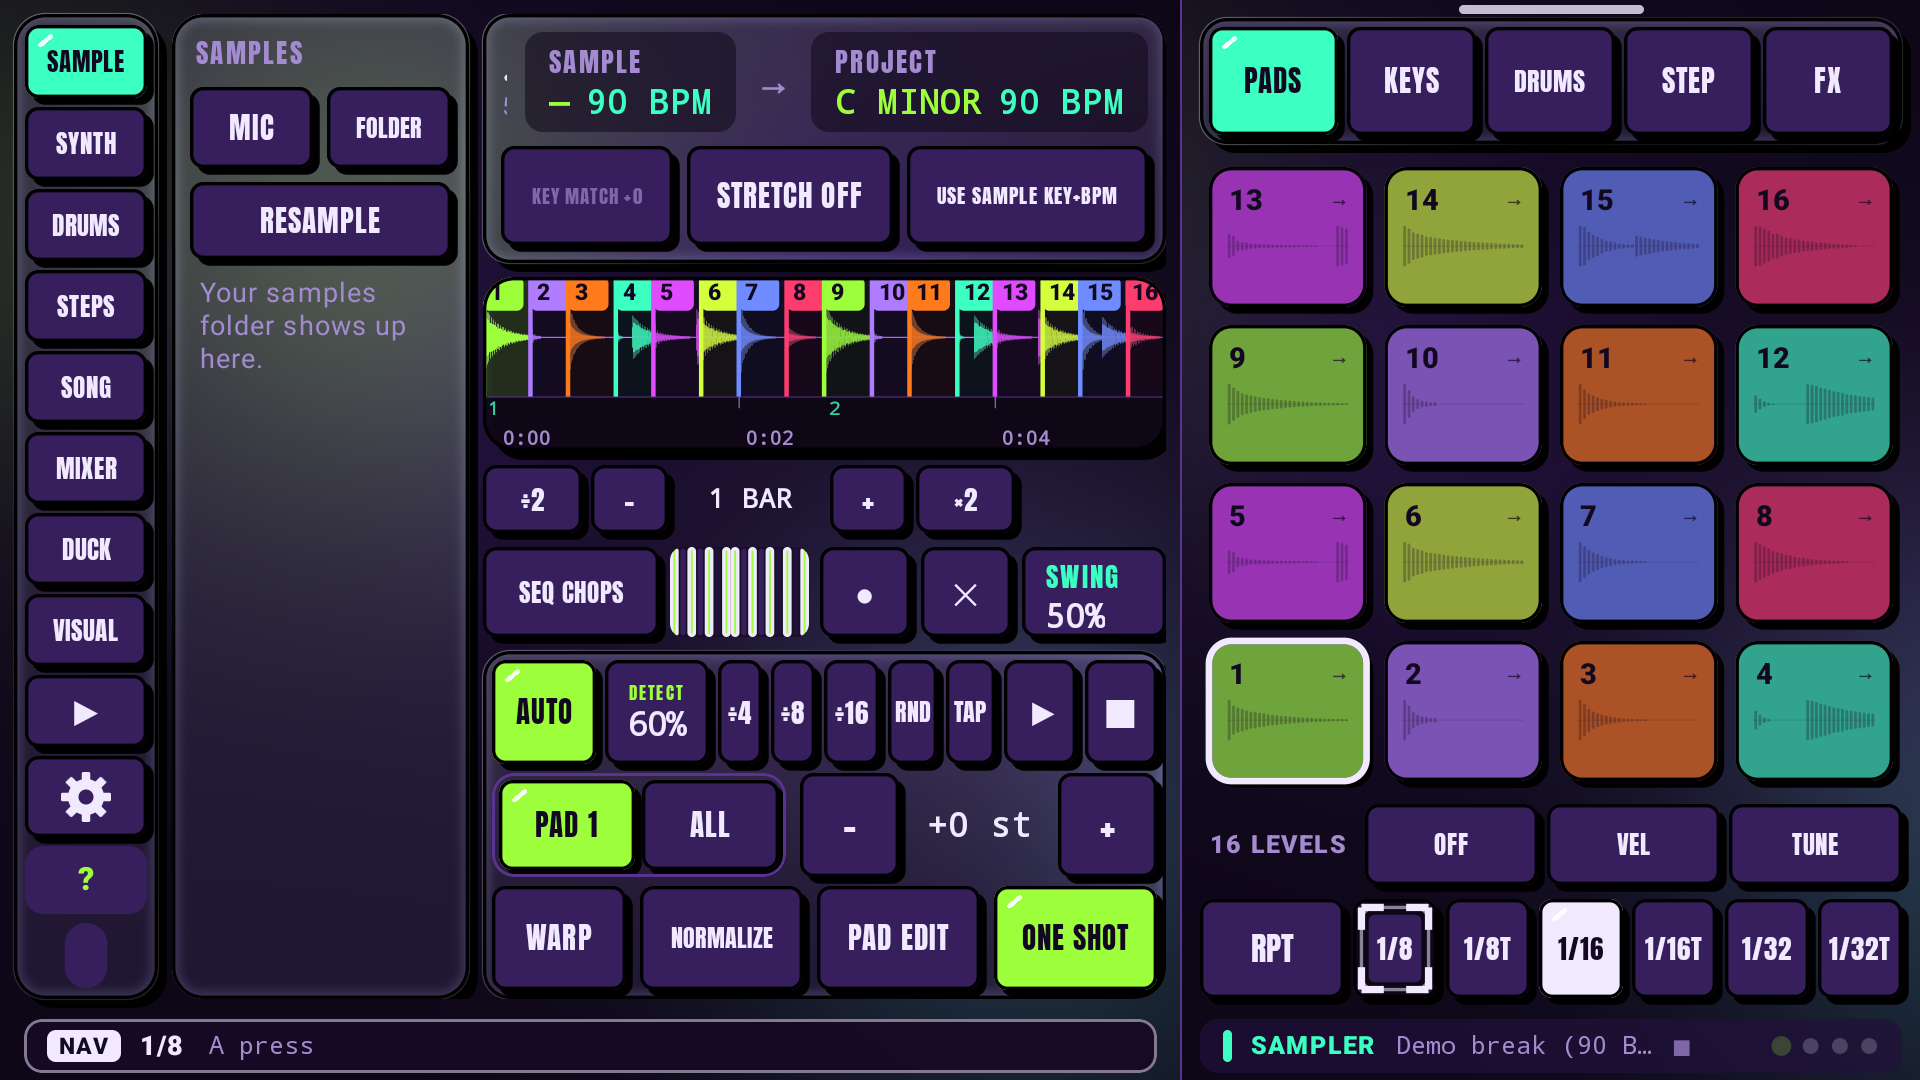 SAMPLE
SYNTH
DRUMS
STEPS
SONG
MIXER
DUCK
VISUAL
?
SAMPLES
MIC
FOLDER
RESAMPLE
Your samples
folder shows up
here.
SAMPLE
– 90 BPM
→
PROJECT
C MINOR 90 BPM
KEY MATCH +0
STRETCH OFF
USE SAMPLE KEY+BPM
1 2 3 4 5 6 7 8 9 10 11 12 13 14 15 16
1 2
0:00 0:02 0:04
÷2 - 1 BAR + ×2
SEQ CHOPS
SWING
50%
AUTO
DETECT
60%
÷4 ÷8 ÷16 RND TAP
PAD 1 ALL - +0 st +
WARP NORMALIZE PAD EDIT ONE SHOT
NAV 1/8 A press
PADS KEYS DRUMS STEP FX
13 → 14 → 15 → 16 →
9 → 10 → 11 → 12 →
5 → 6 → 7 → 8 →
1 → 2 → 3 → 4 →
16 LEVELS OFF VEL TUNE
RPT 1/8 1/8T 1/16 1/16T 1/32 1/32T
SAMPLER Demo break (90 B…